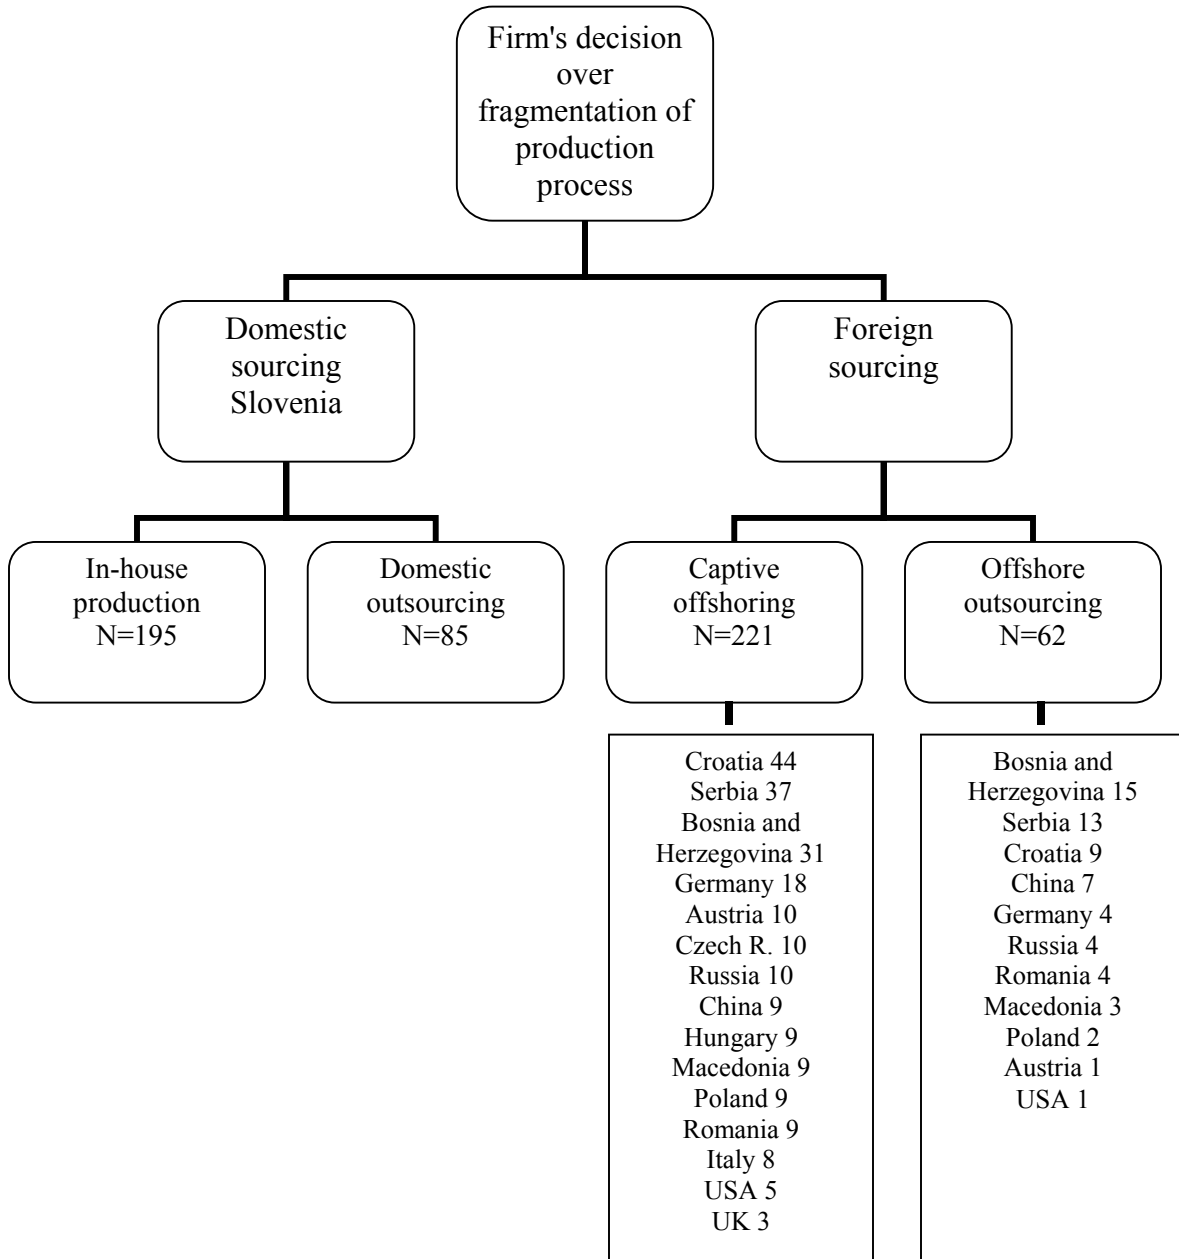 Firm's decision
over
fragmentation of
production
process
Domestic
sourcing
Slovenia
Foreign
sourcing
In-house
production
N=195
Domestic
outsourcing
N=85
Captive
offshoring
N=221
Offshore
outsourcing
N=62
Croatia 44
Serbia 37
Bosnia and
Herzegovina 31
Germany 18
Austria 10
Czech R. 10
Russia 10
China 9
Hungary 9
Macedonia 9
Poland 9
Romania 9
Italy 8
USA 5
UK 3
Bosnia and
Herzegovina 15
Serbia 13
Croatia 9
China 7
Germany 4
Russia 4
Romania 4
Macedonia 3
Poland 2
Austria 1
USA 1